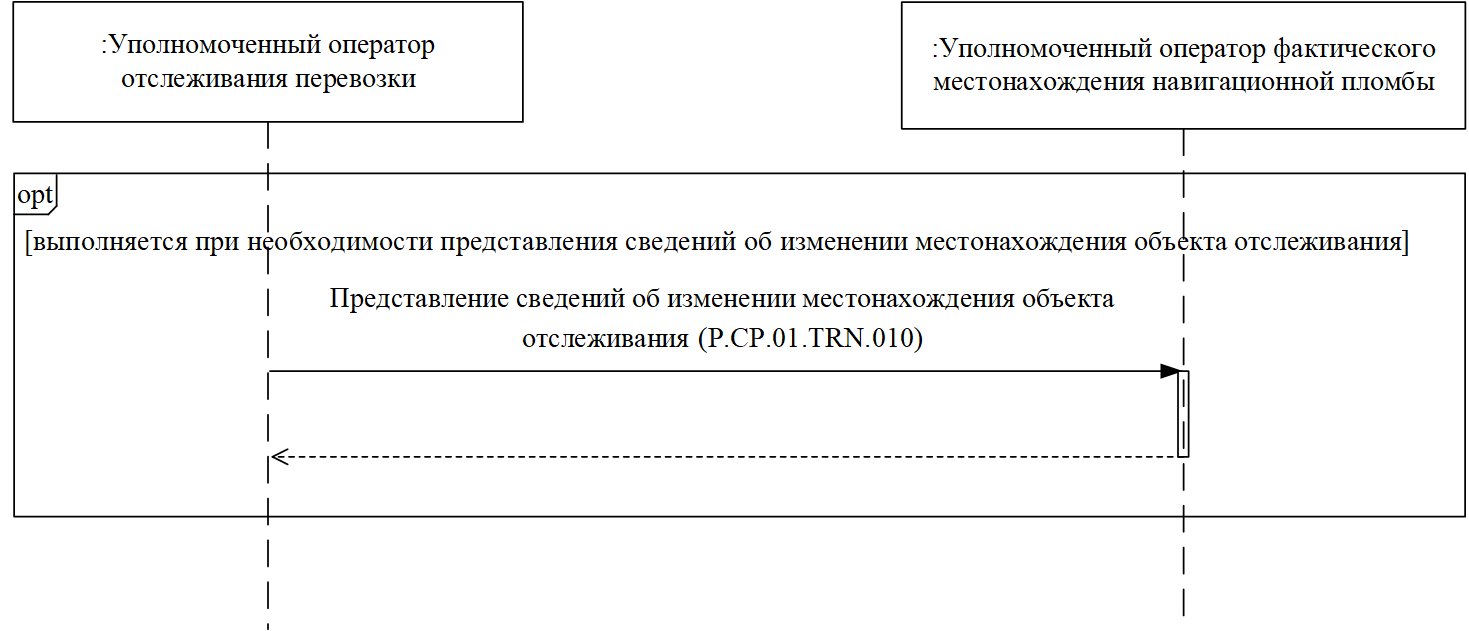 :Уполномоченный оператор
отслеживания перевозки
:Уполномоченный оператор фактического
местонахождения навигационной пломбы
opt
[выполняется при необходимости представления сведений об изменении местонахождения объекта отслеживания]
Представление сведений об изменении местонахождения объекта
отслеживания (P.CP.01.TRN.010)